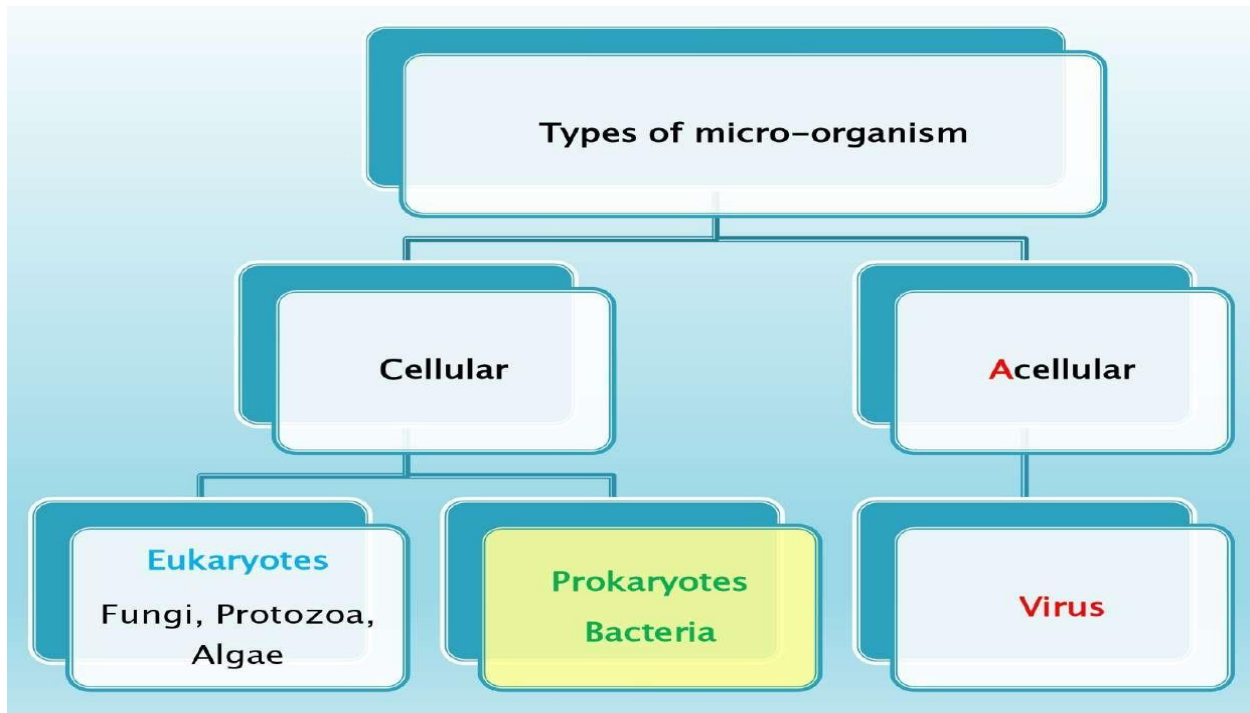 Types of micro-organism
Cellular
Acellular
Eukaryotes
Fungi, Protozoa,
Algae
Prokaryotes
Bacteria
Virus